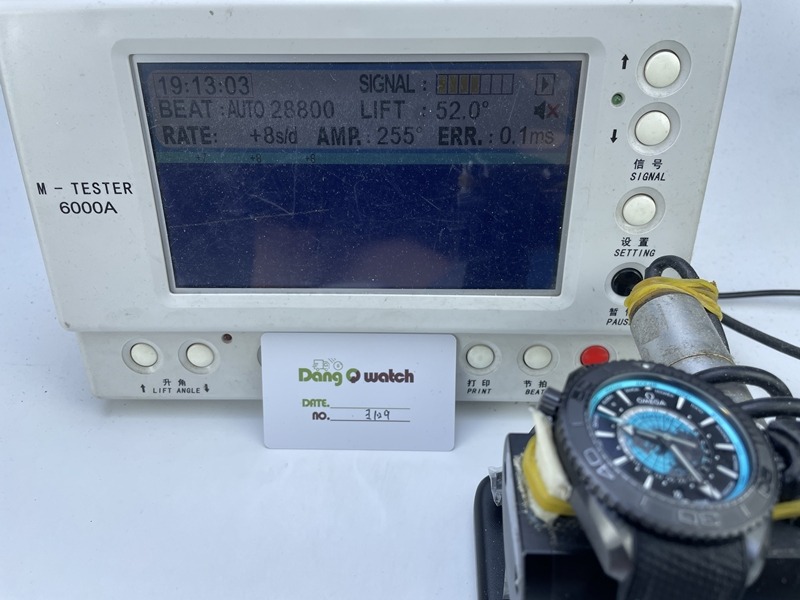 19:13:03 SIGNAL :
BEAT : AUTO 28800 LIFT : 52.0°
RATE: +8s/d AMP. : 255° ERR. : 0.1ms
M - TESTER
6000A
信号
SIGNAL
设置
SETTING
升角
LIFT ANGLE
打印
PRINT
节拍
BEAT
Dang Q watch
DATE.
NO. 3129
OMEGA
40